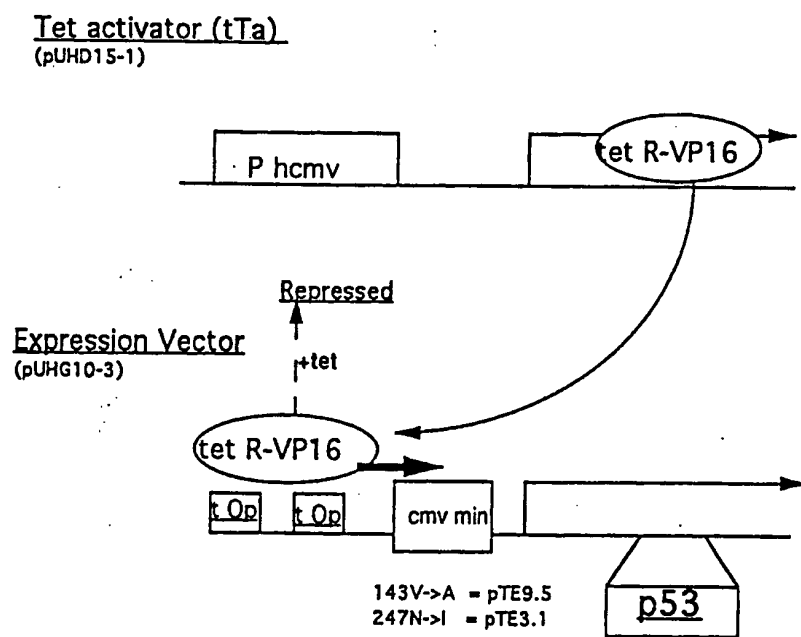 Tet activator (tTa)
(pUHD15-1)
P hcmv
tet R-VP16
Repressed
Expression Vector
(pUHG10-3)
+tet
tet R-VP16
t Op
t Op
cmv min
143V->A = pTE9.5
247N->I = pTE3.1
p53